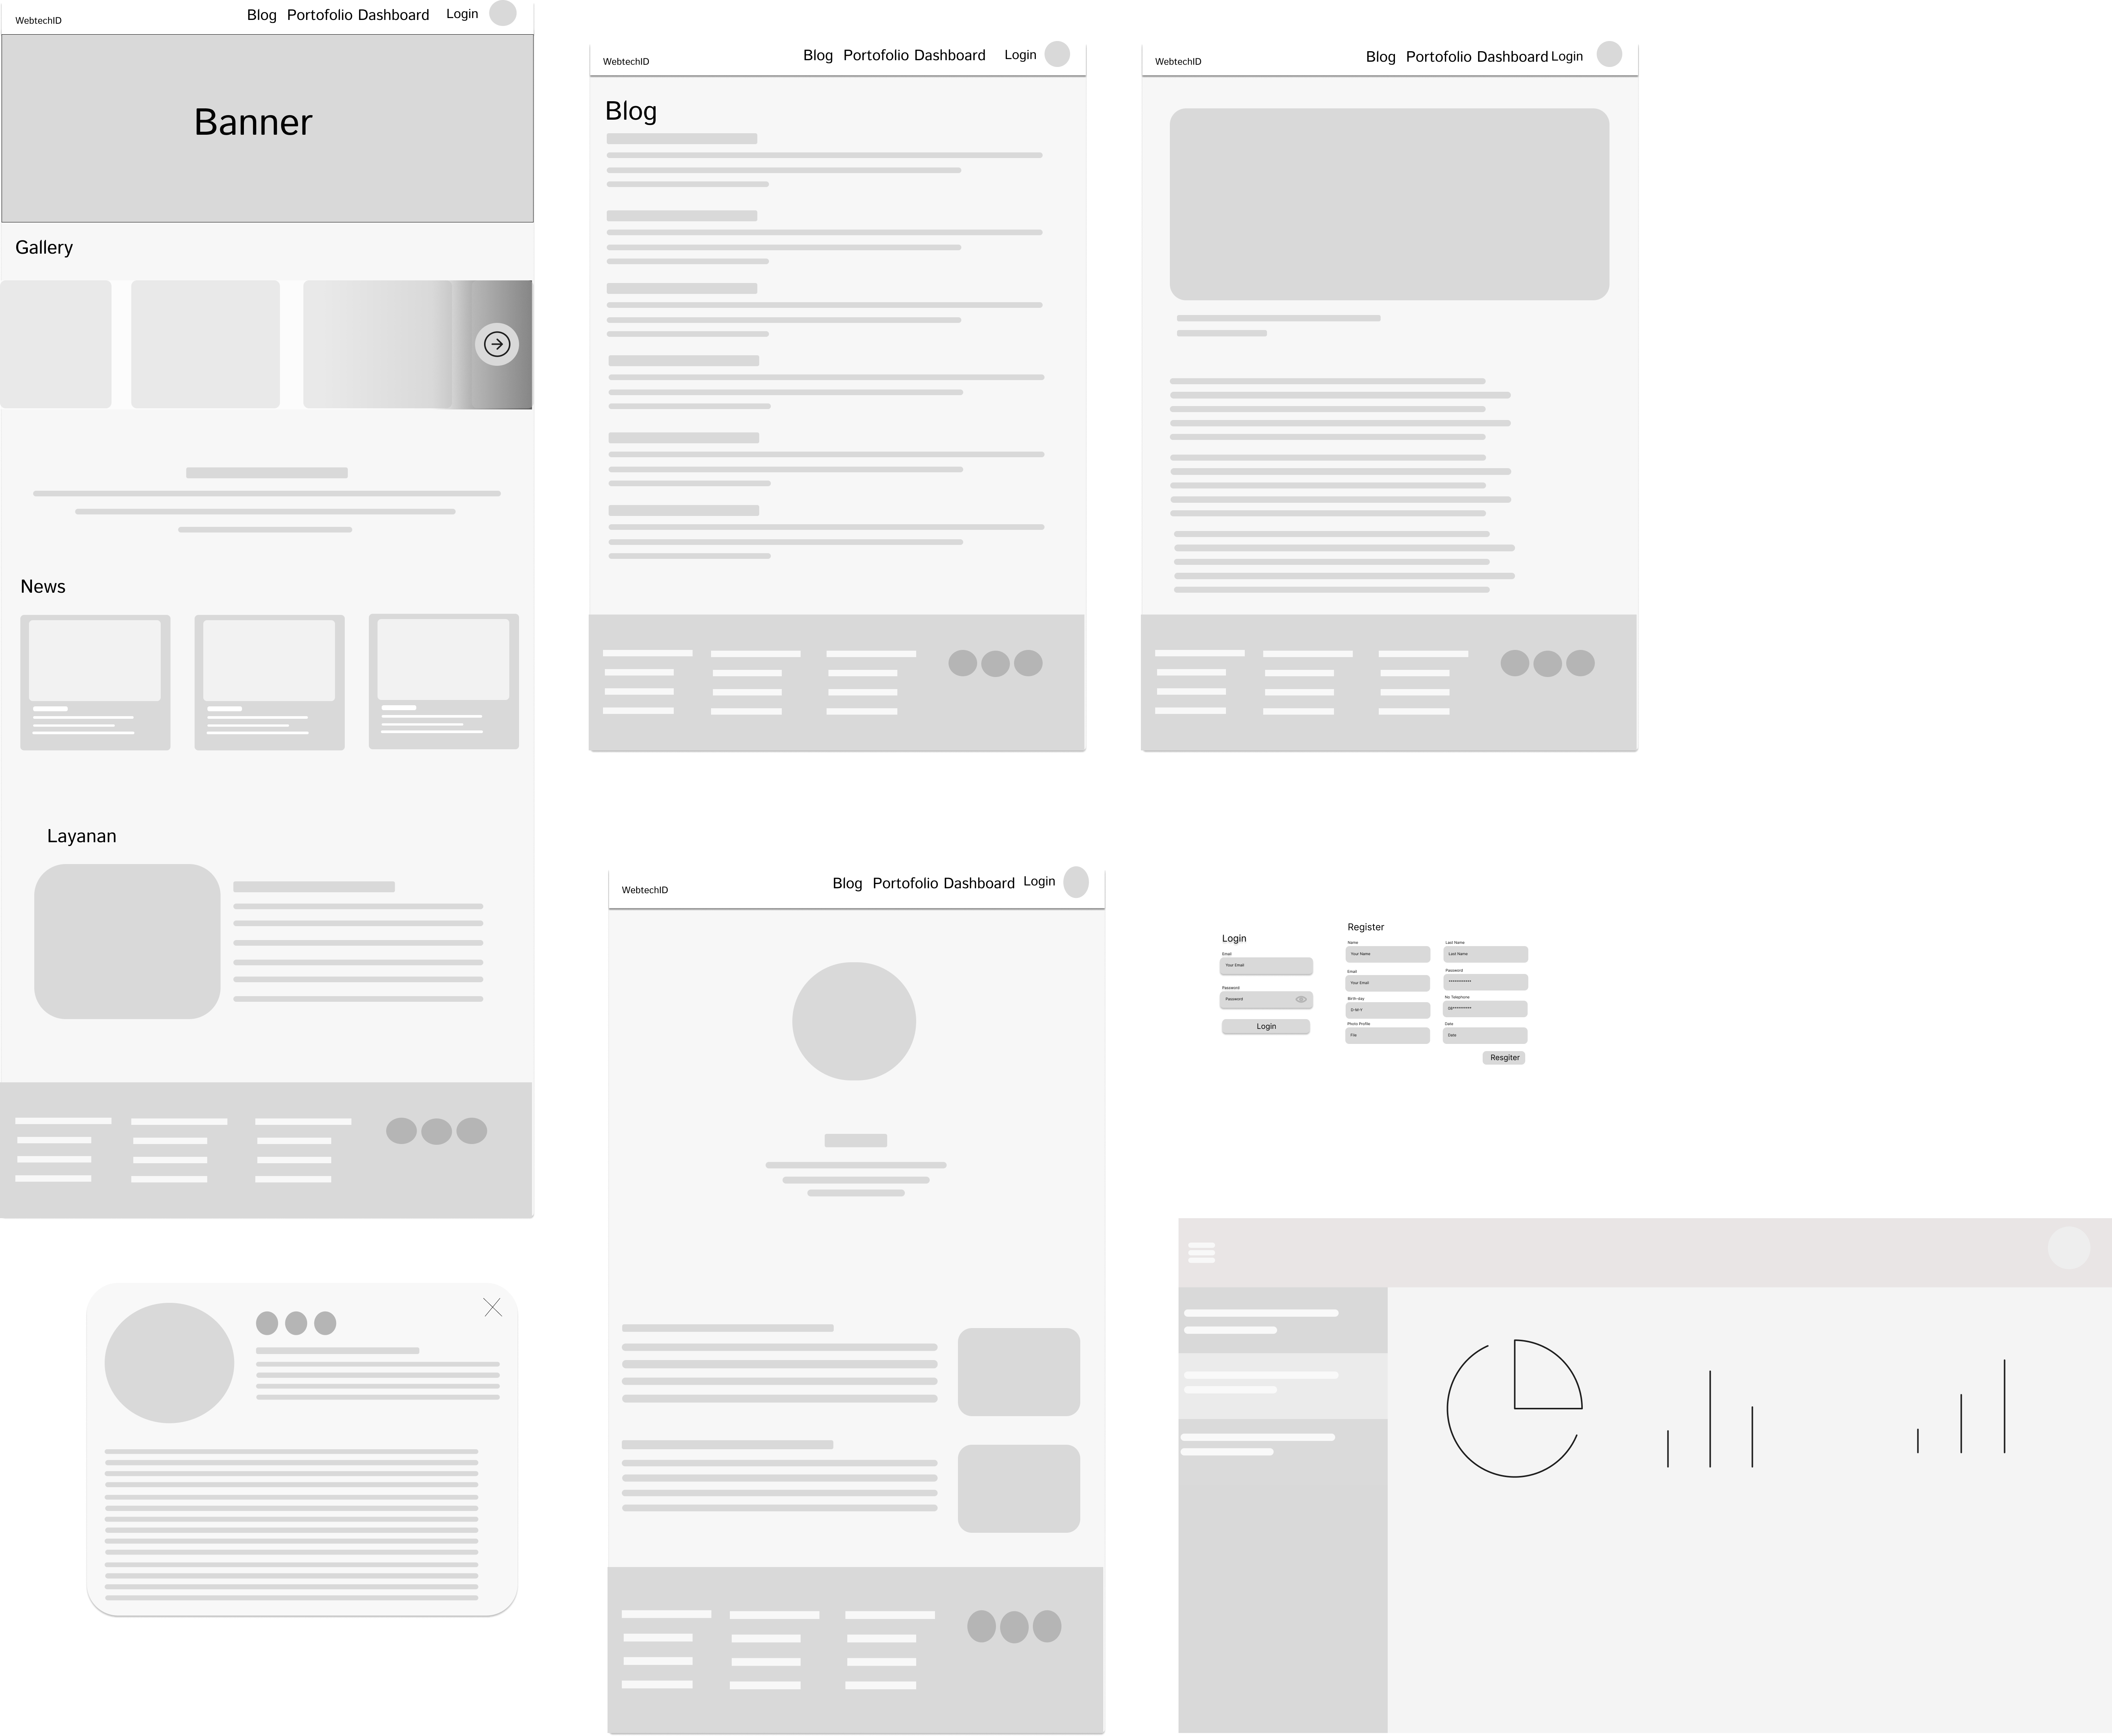 WebtechID
Blog Portofolio Dashboard Login
Banner
Gallery
News
Layanan
WebtechID
Blog Portofolio Dashboard Login
Blog
WebtechID
Blog Portofolio Dashboard Login
WebtechID
Blog Portofolio Dashboard Login
Login
Email
Your Email
Password
Password
Login
Register
Name
Last Name
Your Name
Last Name
Email
Password
Your Email
************
Birth-day
No Telephone
D-M-Y
08**********
Phono Profile
Date
File
Date
Resgiter